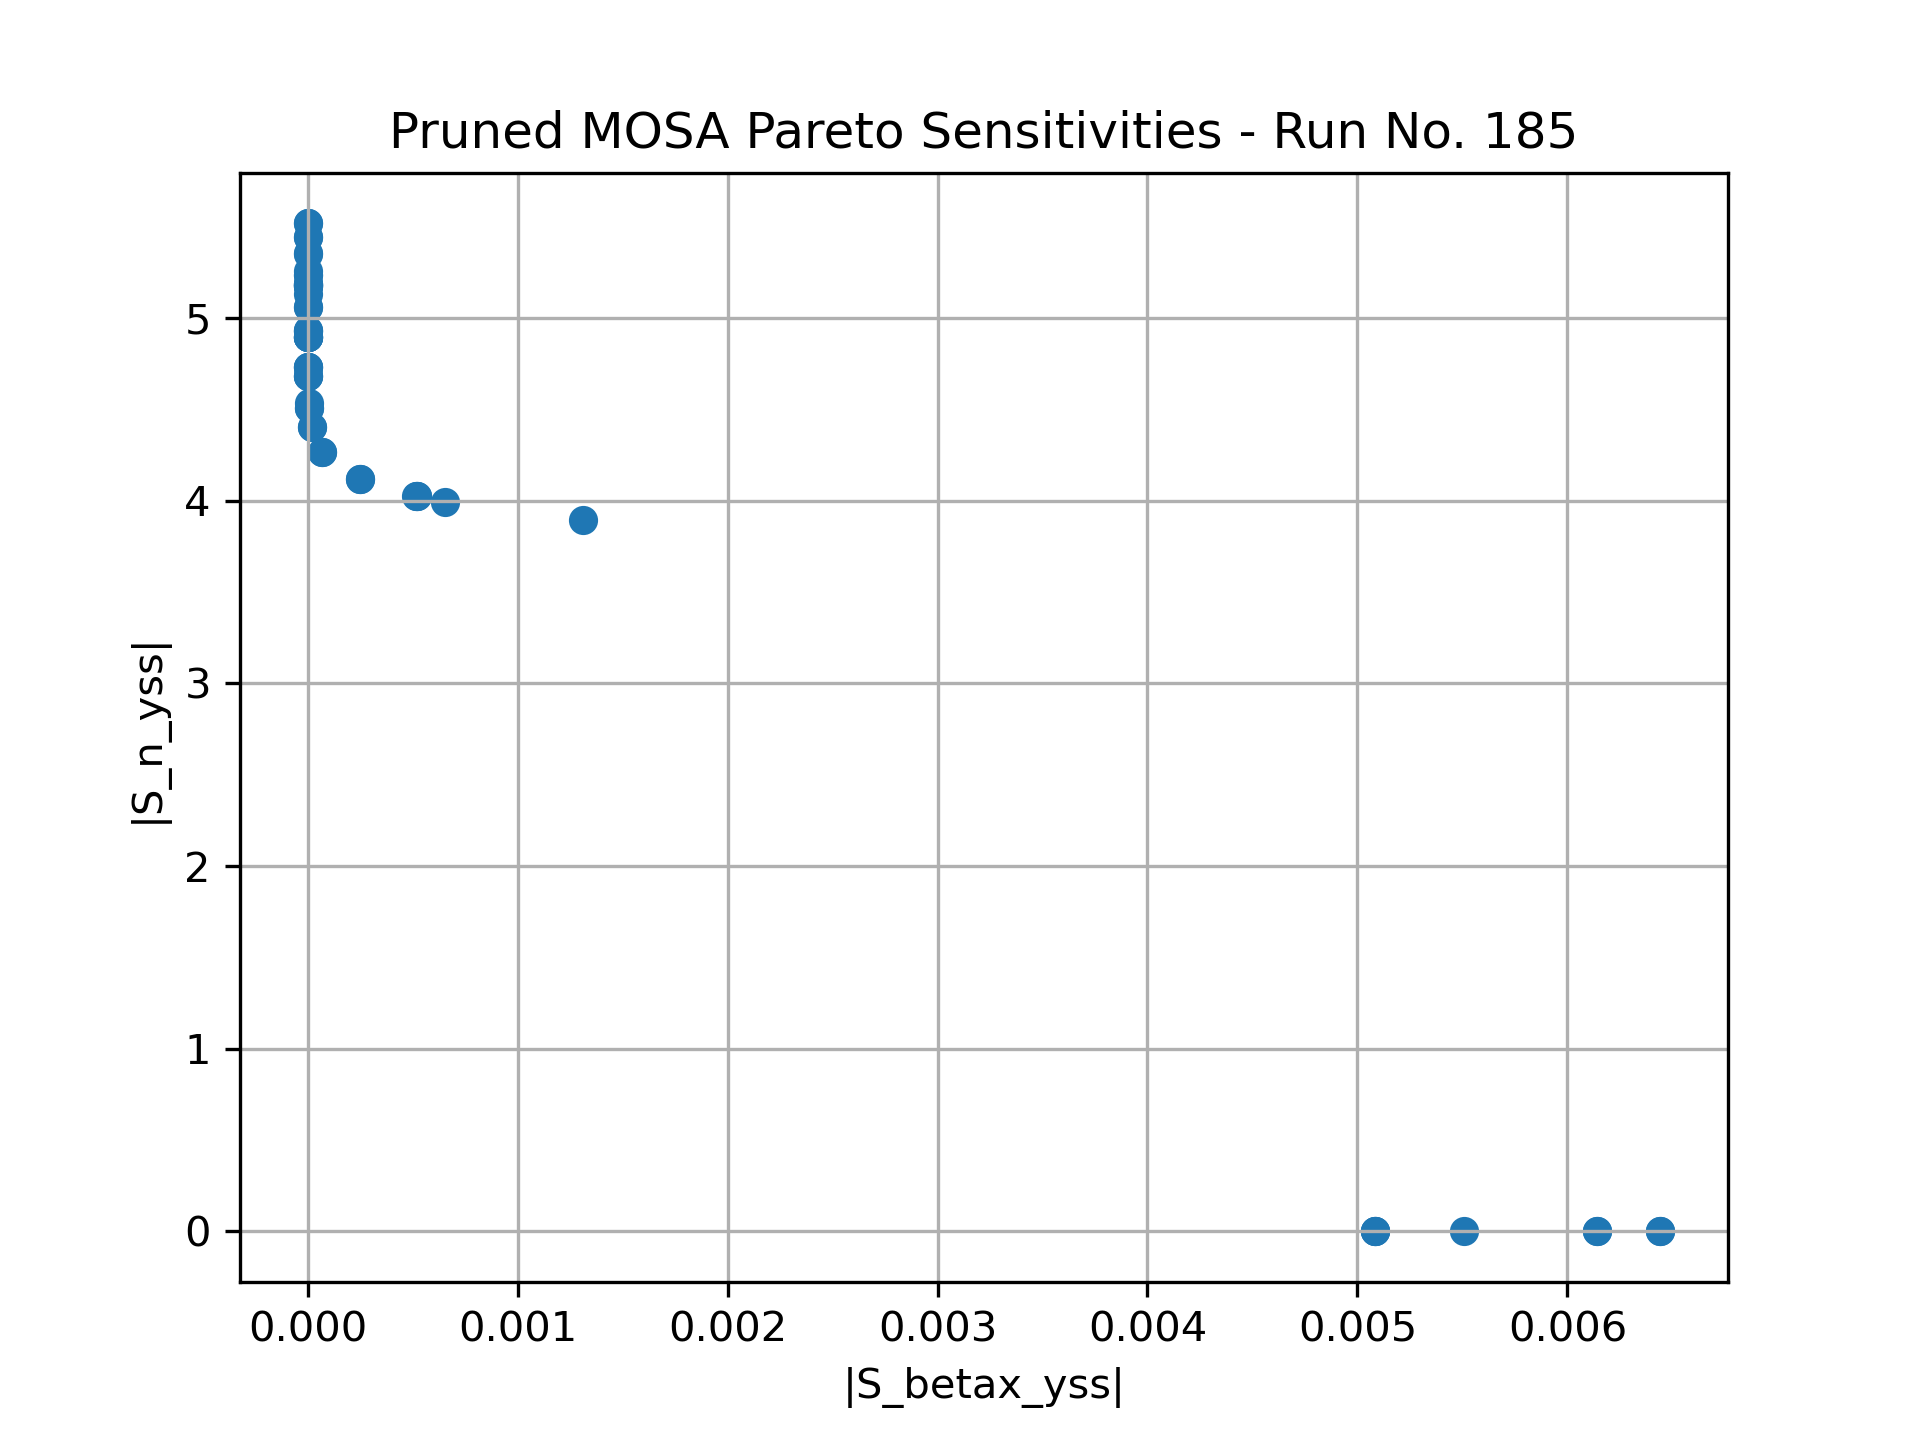 Pruned MOSA Pareto Sensitivities - Run No. 185
|S_n_yss|
5
4
3
2
1
0
0.000 0.001 0.002 0.003 0.004 0.005 0.006
|S_betax_yss|